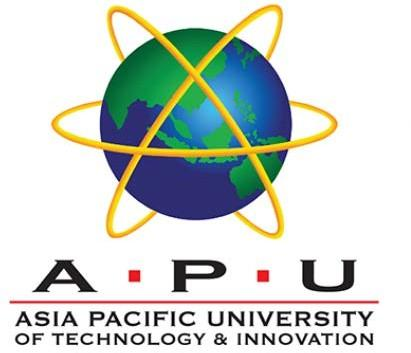 A · P · U
ASIA PACIFIC UNIVERSITY
OF TECHNOLOGY & INNOVATION